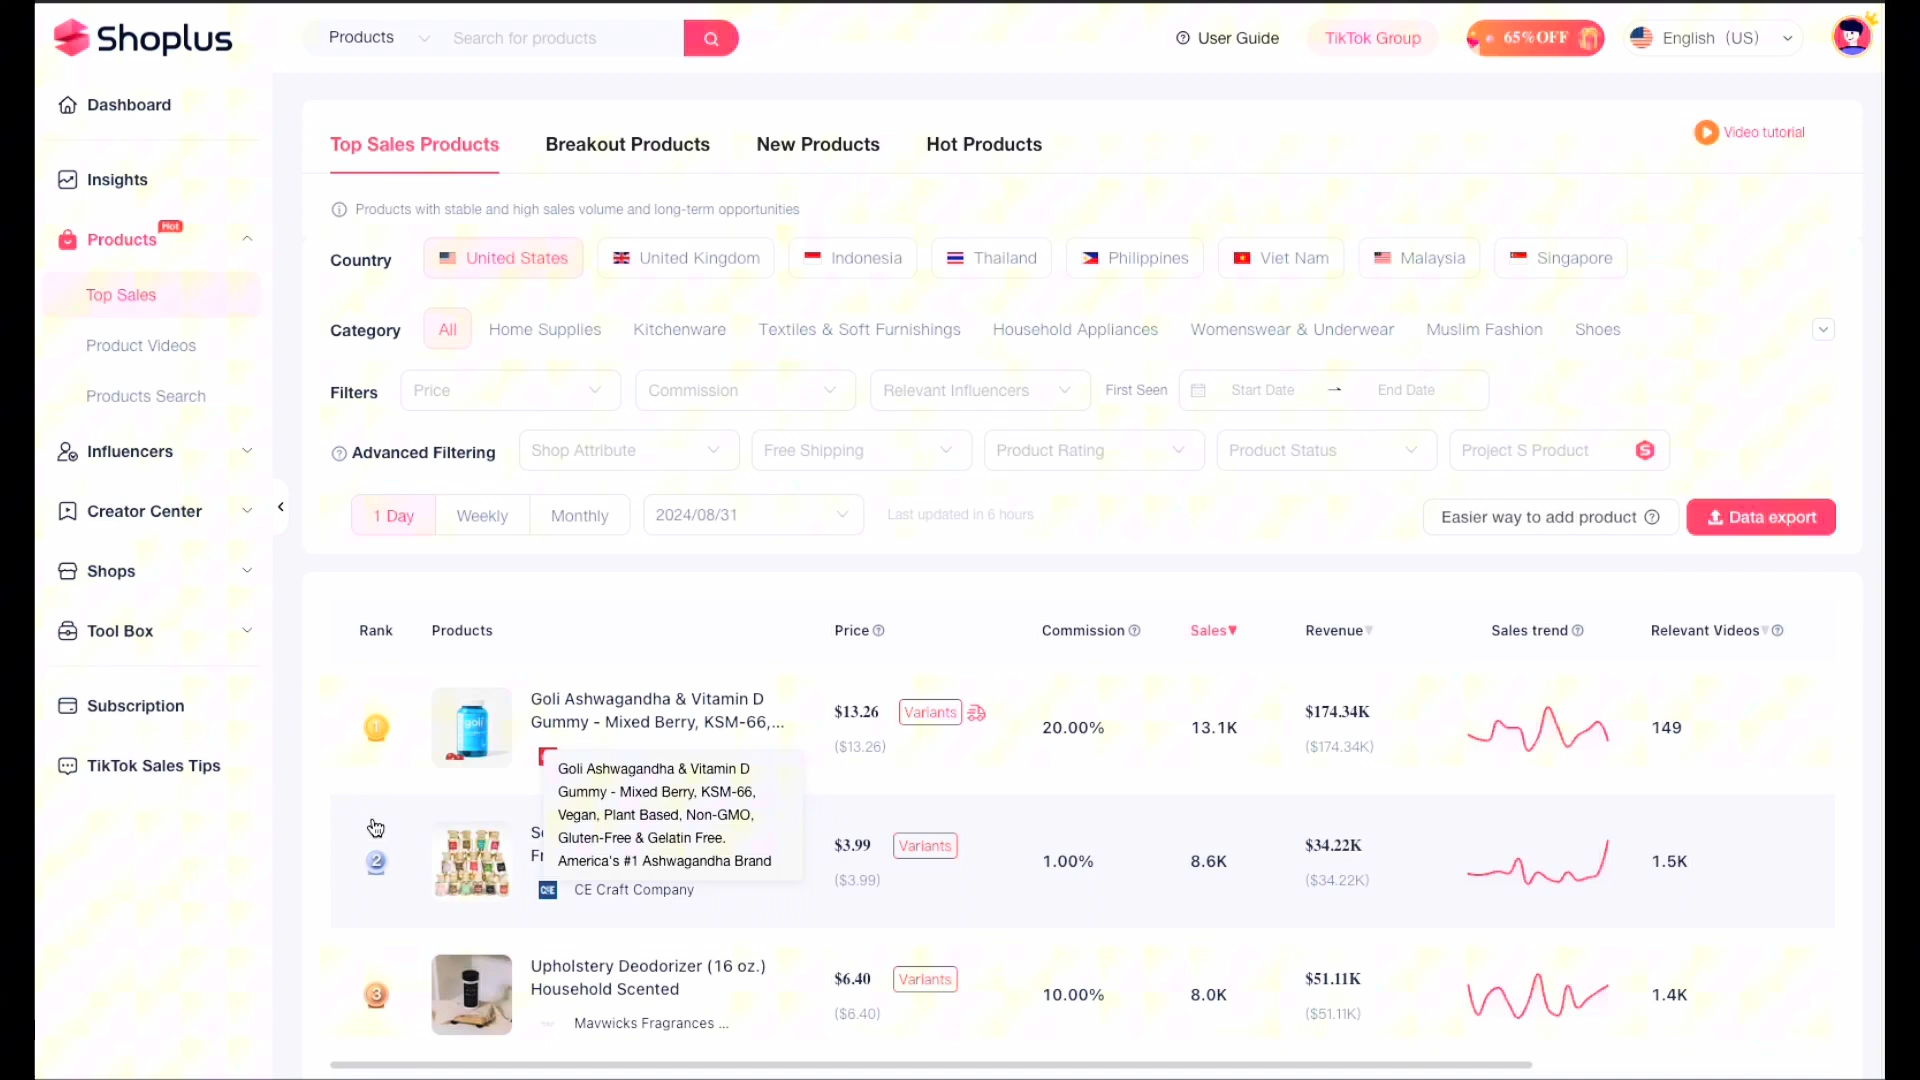 Shoplus
Products
Search for products
User Guide
TikTok Group
65%OFF
English (US)
Dashboard
Insights
Products
Hot
Top Sales
Product Videos
Products Search
Influencers
Creator Center
Shops
Tool Box
Subscription
TikTok Sales Tips
Top Sales Products Breakout Products New Products Hot Products
Video tutorial
Products with stable and high sales volume and long-term opportunities
Country United States United Kingdom Indonesia Thailand Philippines Viet Nam Malaysia Singapore
Category All Home Supplies Kitchenware Textiles & Soft Furnishings Household Appliances Womenswear & Underwear Muslim Fashion Shoes
Filters Price Commission Relevant Influencers First Seen Start Date End Date
Advanced Filtering Shop Attribute Free Shipping Product Rating Product Status Project S Product
1 Day Weekly Monthly 2024/08/31 Last updated in 6 hours Easier way to add product Data export
Rank Products Price Commission Sales Revenue Sales trend Relevant Videos
1
goli
Goli Ashwagandha & Vitamin D
Gummy - Mixed Berry, KSM-66,...
$13.26 Variants
($13.26)
20.00%
13.1K
$174.34K
($174.34K)
149
Goli Ashwagandha & Vitamin D
Gummy - Mixed Berry, KSM-66,
Vegan, Plant Based, Non-GMO,
Gluten-Free & Gelatin Free.
America's #1 Ashwagandha Brand
2
CE Craft Company
$3.99 Variants
($3.99)
1.00%
8.6K
$34.22K
($34.22K)
1.5K
3
Upholstery Deodorizer (16 oz.)
Household Scented
Mavwicks Fragrances ...
$6.40 Variants
($6.40)
10.00%
8.0K
$51.11K
($51.11K)
1.4K